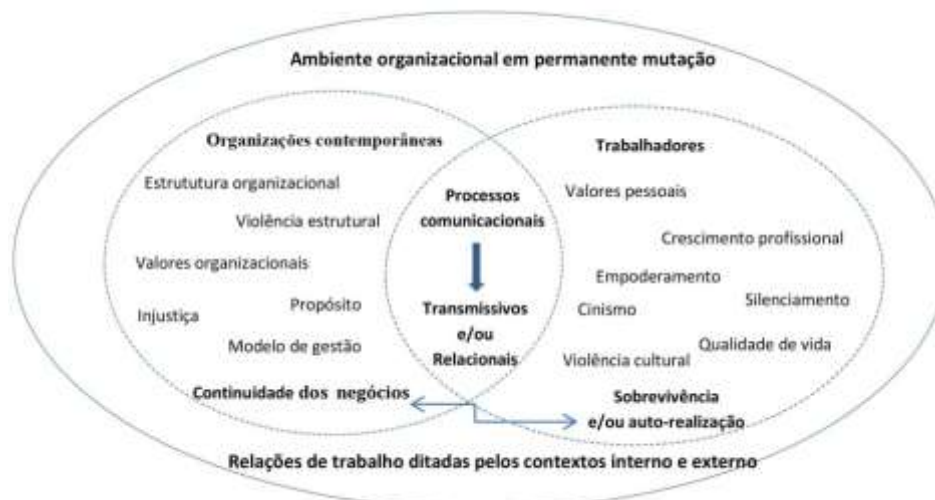 Ambiente organizacional em permanente mutação
Organizações contemporâneas
Estrututura organizacional
Violência estrutural
Valores organizacionais
Propósito
Injustiça
Modelo de gestão
Continuidade dos negócios
Processos
comunicacionais
Transmissivos
e/ou
Relacionais
Trabalhadores
Valores pessoais
Crescimento profissional
Empoderamento
Silenciamento
Cinismo
Qualidade de vida
Violência cultural
Sobrevivência
e/ou auto-realização
Relações de trabalho ditadas pelos contextos interno e externo